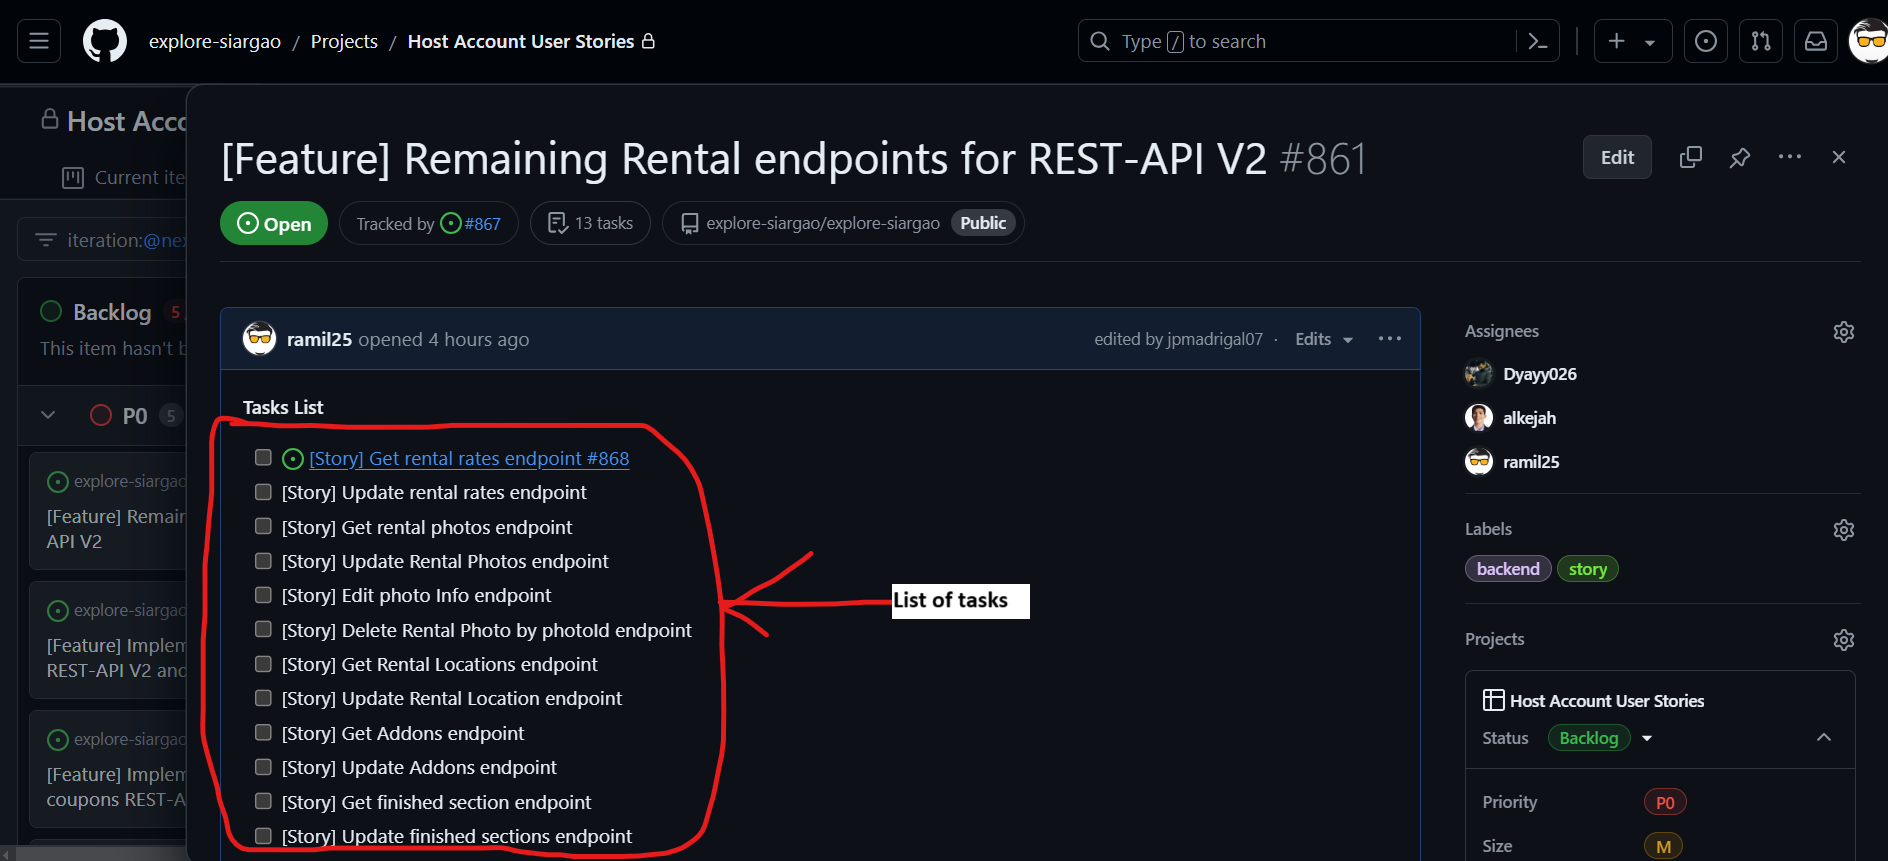 explore-siargao / Projects / Host Account User Stories
Type / to search
Host Acco
Current ite
iteration:@nex
Backlog 5
This item hasn't b
P0 5
explore-siargao
[Feature] Remain
API V2
explore-siargao
[Feature] Implem
REST-API V2 and
explore-siargao
[Feature] Implem
coupons REST-A
[Feature] Remaining Rental endpoints for REST-API V2 #861
Edit
Open
Tracked by #867
13 tasks
explore-siargao/explore-siargao Public
ramil25 opened 4 hours ago
edited by jpmadrigal07 · Edits
Tasks List
[Story] Get rental rates endpoint #868
[Story] Update rental rates endpoint
[Story] Get rental photos endpoint
[Story] Update Rental Photos endpoint
[Story] Edit photo Info endpoint
[Story] Delete Rental Photo by photoId endpoint
[Story] Get Rental Locations endpoint
[Story] Update Rental Location endpoint
[Story] Get Addons endpoint
[Story] Update Addons endpoint
[Story] Get finished section endpoint
[Story] Update finished sections endpoint
List of tasks
Assignees
Dyayy026
alkejah
ramil25
Labels
backend story
Projects
Host Account User Stories
Status Backlog
Priority P0
Size M